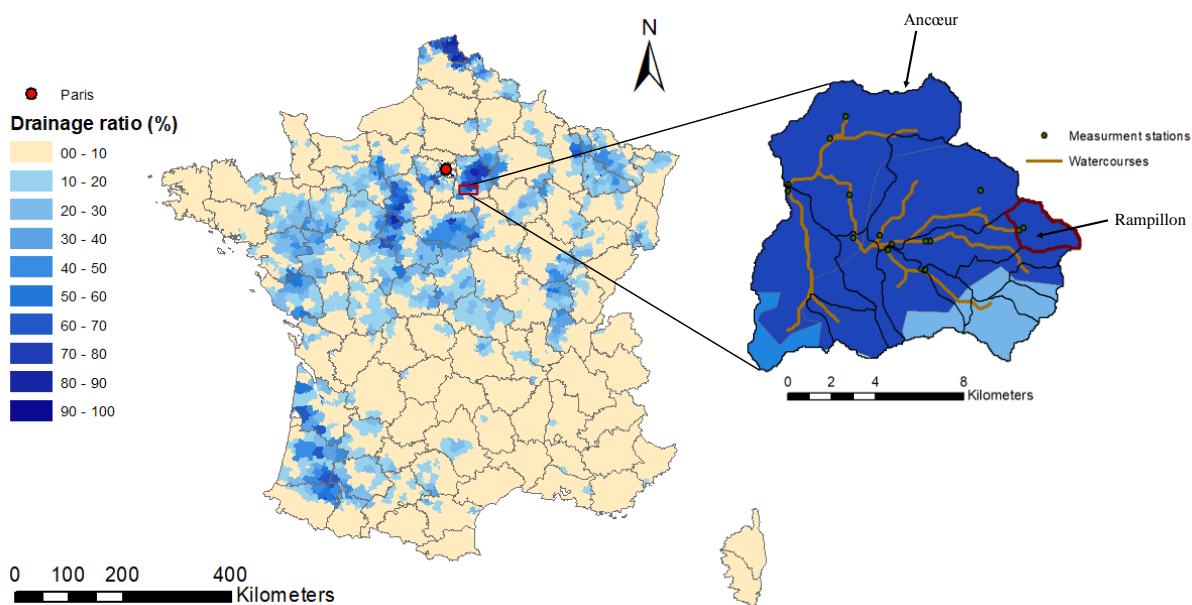 Ancœur
N
Paris
Drainage ratio (%)
00 - 10
10 - 20
20 - 30
30 - 40
40 - 50
50 - 60
60 - 70
70 - 80
80 - 90
90 - 100
Measurment stations
Watercourses
Rampillon
0 2 4 8
Kilometers
0 100 200 400
Kilometers